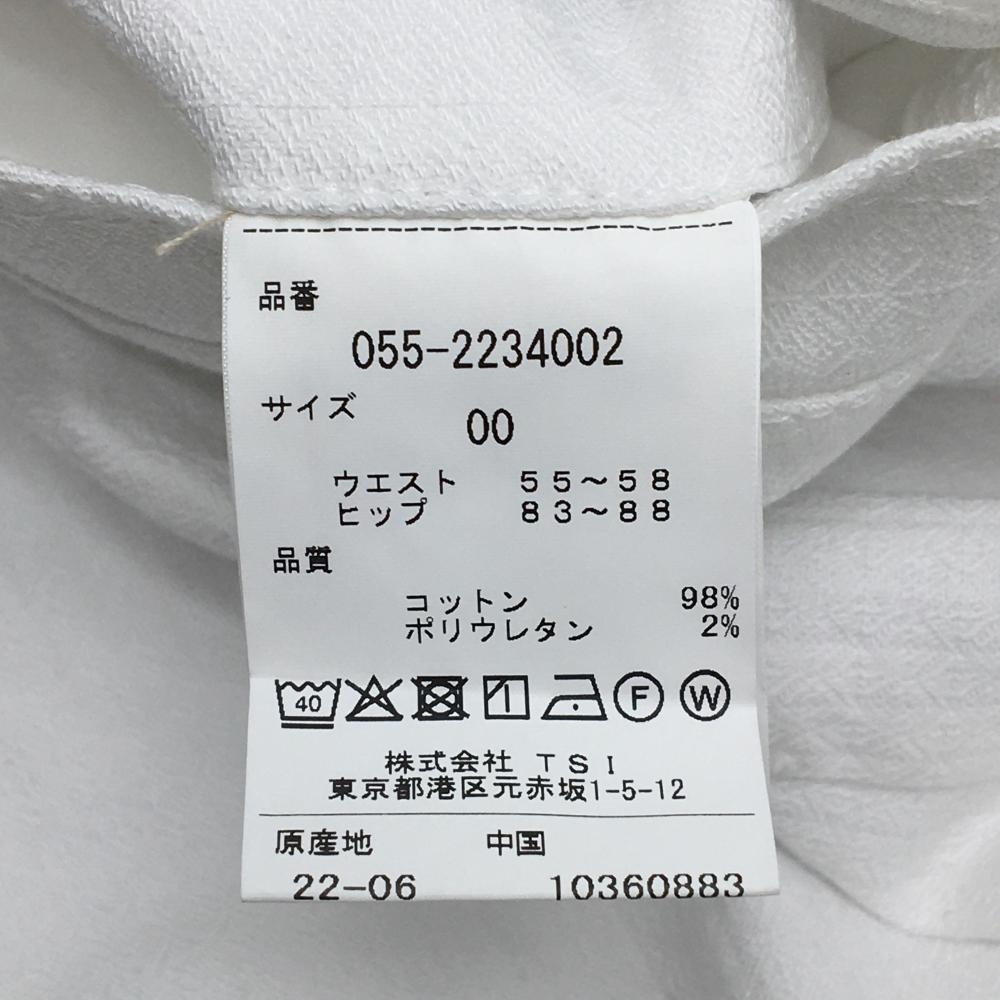 品番
055-2234002
サイズ
00
ウエスト 55～58
ヒップ 83～88
品質
コットン 98%
ポリウレタン 2%
40 F W
株式会社 TSI
東京都港区元赤坂1-5-12
原産地 中国
22-06 10360883